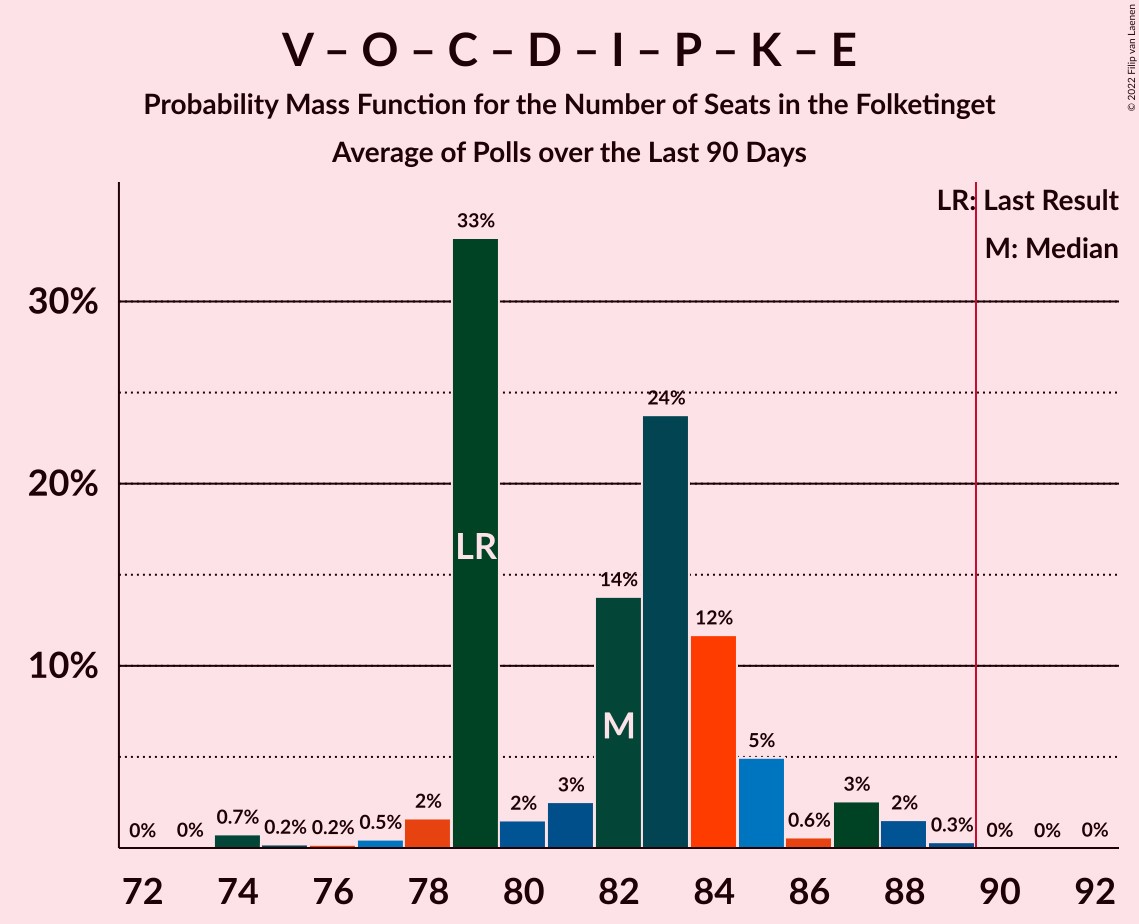 V – O – C – D – I – P – K – E
Probability Mass Function for the Number of Seats in the Folketinget
Average of Polls over the Last 90 Days
© 2022 Filip van Laenen
LR: Last Result
M: Median
30%
20%
10%
0%
0%
0.7%
0.2%
0.2%
0.5%
2%
33%
2%
3%
14%
24%
12%
5%
0.6%
3%
2%
0.3%
0%
0%
0%
LR
M
72 74 76 78 80 82 84 86 88 90 92